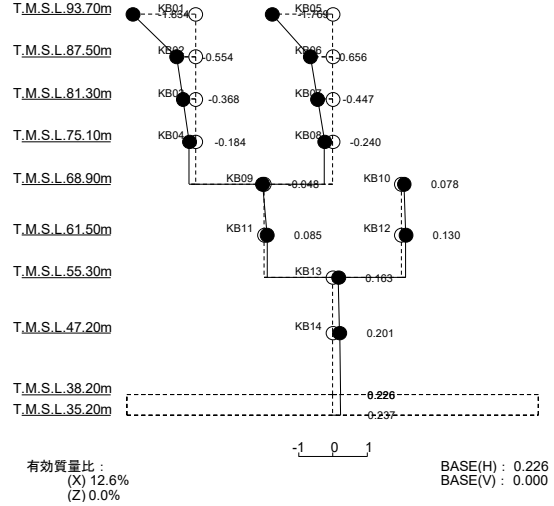 T.M.S.L.93.70m KB01 -1.834 KB05 -1.769
T.M.S.L.87.50m KB02 -0.554 KB06 -0.656
T.M.S.L.81.30m KB03 -0.368 KB07 -0.447
T.M.S.L.75.10m KB04 -0.184 KB08 -0.240
T.M.S.L.68.90m KB09 -0.048 KB10 0.078
T.M.S.L.61.50m KB11 0.085 KB12 0.130
T.M.S.L.55.30m KB13 0.163
T.M.S.L.47.20m KB14 0.201
T.M.S.L.38.20m 0.226
T.M.S.L.35.20m 0.237
-1 0 1
有効質量比：
(X) 12.6%
(Z) 0.0%
BASE(H) : 0.226
BASE(V) : 0.000